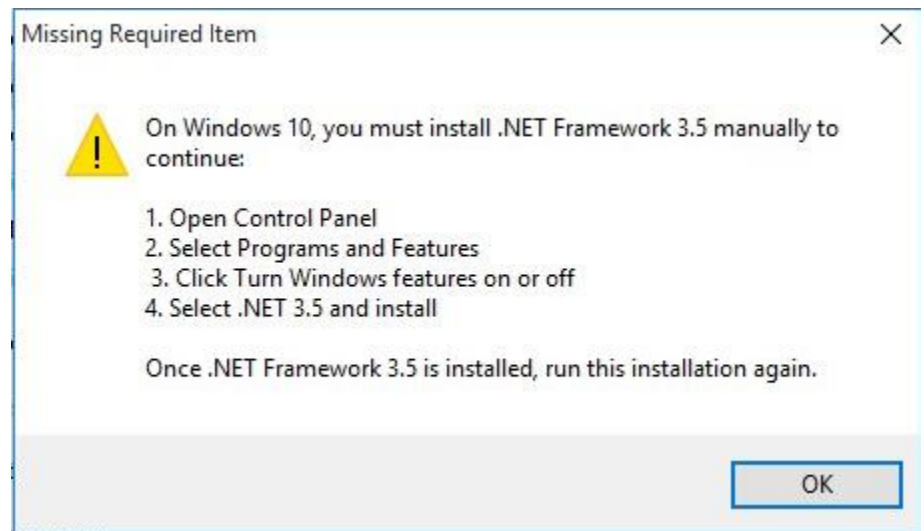 Missing Required Item
On Windows 10, you must install .NET Framework 3.5 manually to
continue:
1. Open Control Panel
2. Select Programs and Features
3. Click Turn Windows features on or off
4. Select .NET 3.5 and install
Once .NET Framework 3.5 is installed, run this installation again.
OK